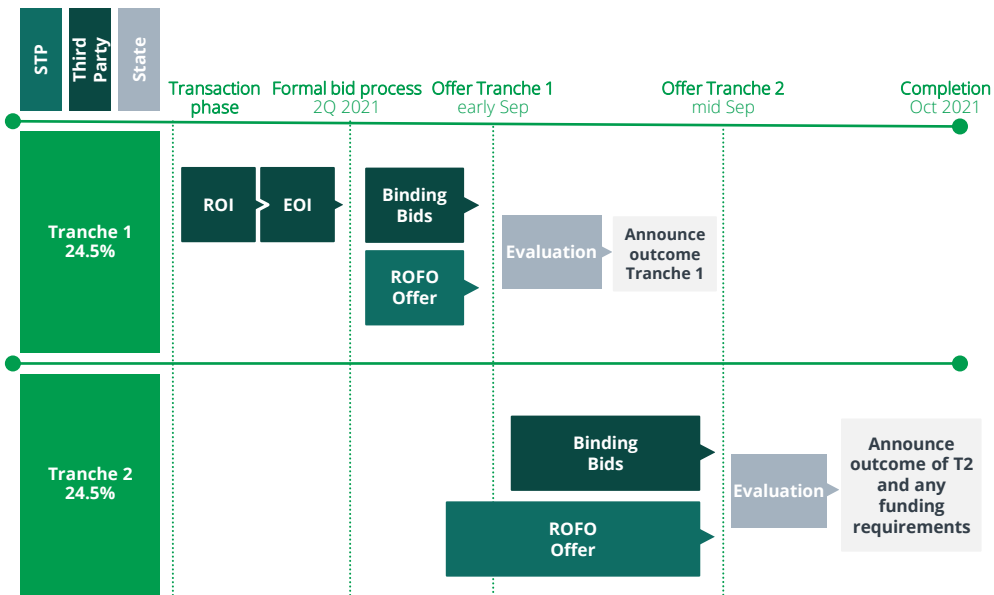 STP
Third
Party
State
Transaction
phase
Formal bid process
2Q 2021
Offer Tranche 1
early Sep
Offer Tranche 2
mid Sep
Completion
Oct 2021
Tranche 1
24.5%
ROI
EOI
Binding
Bids
ROFO
Offer
Evaluation
Announce
outcome
Tranche 1
Tranche 2
24.5%
Binding
Bids
ROFO
Offer
Evaluation
Announce
outcome of T2
and any
funding
requirements